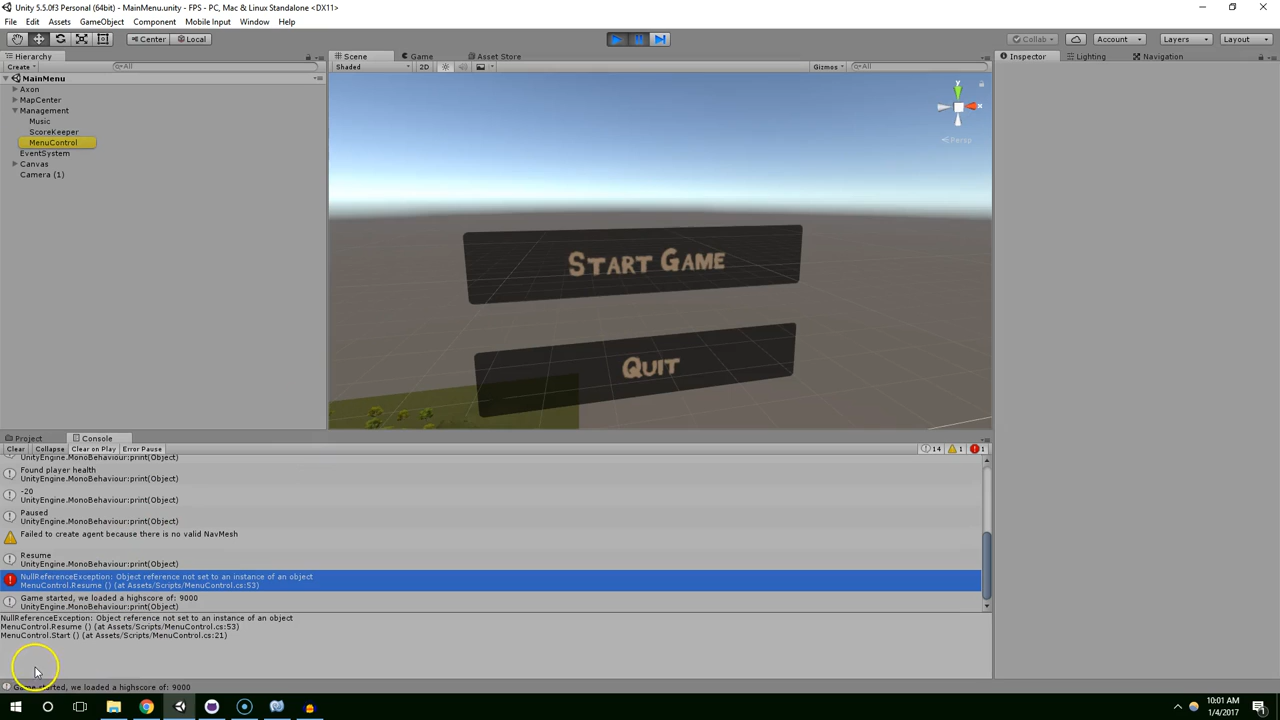 Unity 5.5.0f3 Personal (64bit) - MainMenu.unity - FPS - PC, Mac & Linux Standalone <DX11>
File Edit Assets GameObject Component Mobile Input Window Help
Center Local Collab Account Layers Layout
Hierarchy Scene Game Asset Store Inspector Lighting Navigation
Create All Shaded 2D Gizmos All
MainMenu
Axon
MapCenter
Management
Music
ScoreKeeper
MenuControl
EventSystem
Canvas
Camera (1)
x
Persp
Start Game
Quit
Project Console
Clear Collapse Clear on Play Error Pause 14 1 1
UnityEngine.MonoBehaviour:print(Object)
Found player health
UnityEngine.MonoBehaviour:print(Object)
-20
UnityEngine.MonoBehaviour:print(Object)
Paused
UnityEngine.MonoBehaviour:print(Object)
Failed to create agent because there is no valid NavMesh
Resume
UnityEngine.MonoBehaviour:print(Object)
NullReferenceException: Object reference not set to an instance of an object
MenuControl.Resume () (at Assets/Scripts/MenuControl.cs:53)
Game started, we loaded a highscore of: 9000
UnityEngine.MonoBehaviour:print(Object)
NullReferenceException: Object reference not set to an instance of an object
MenuControl.Resume () (at Assets/Scripts/MenuControl.cs:53)
MenuControl.Start () (at Assets/Scripts/MenuControl.cs:21)
Game started, we loaded a highscore of: 9000
10:01 AM
1/4/2017
1